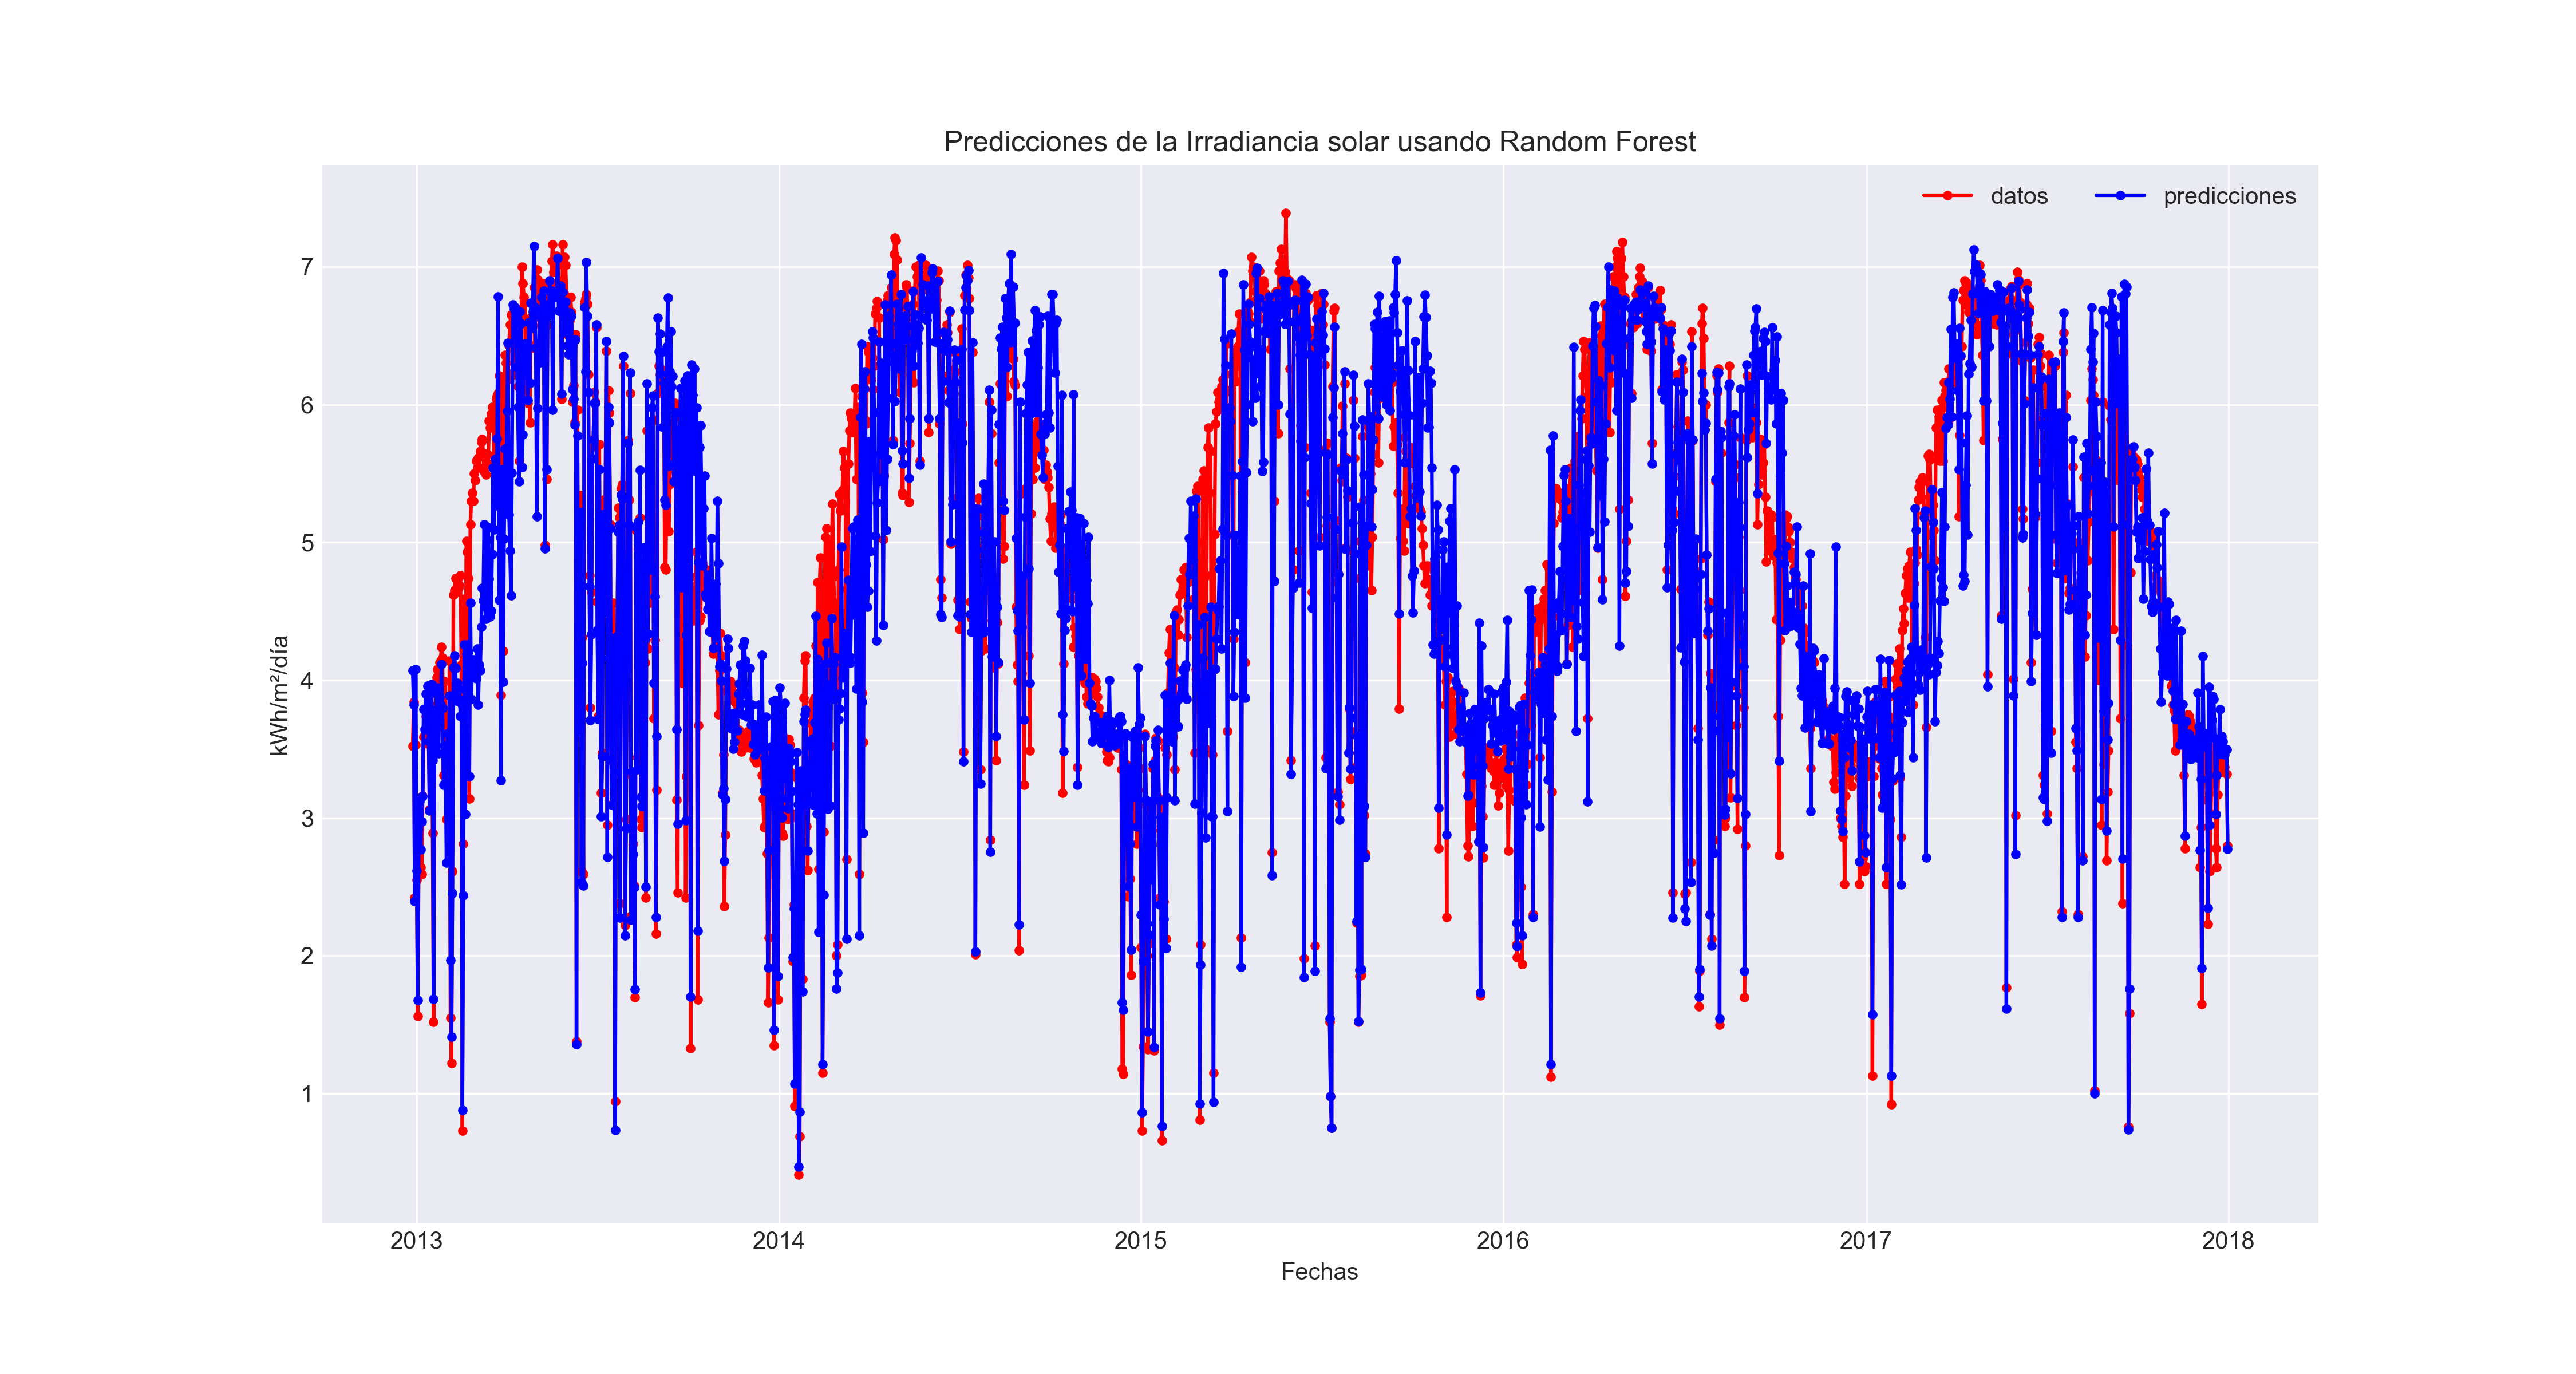 Predicciones de la Irradiancia solar usando Random Forest
datos predicciones
kWh/m²/día
7
6
5
4
3
2
1
2013 2014 2015 2016 2017 2018
Fechas